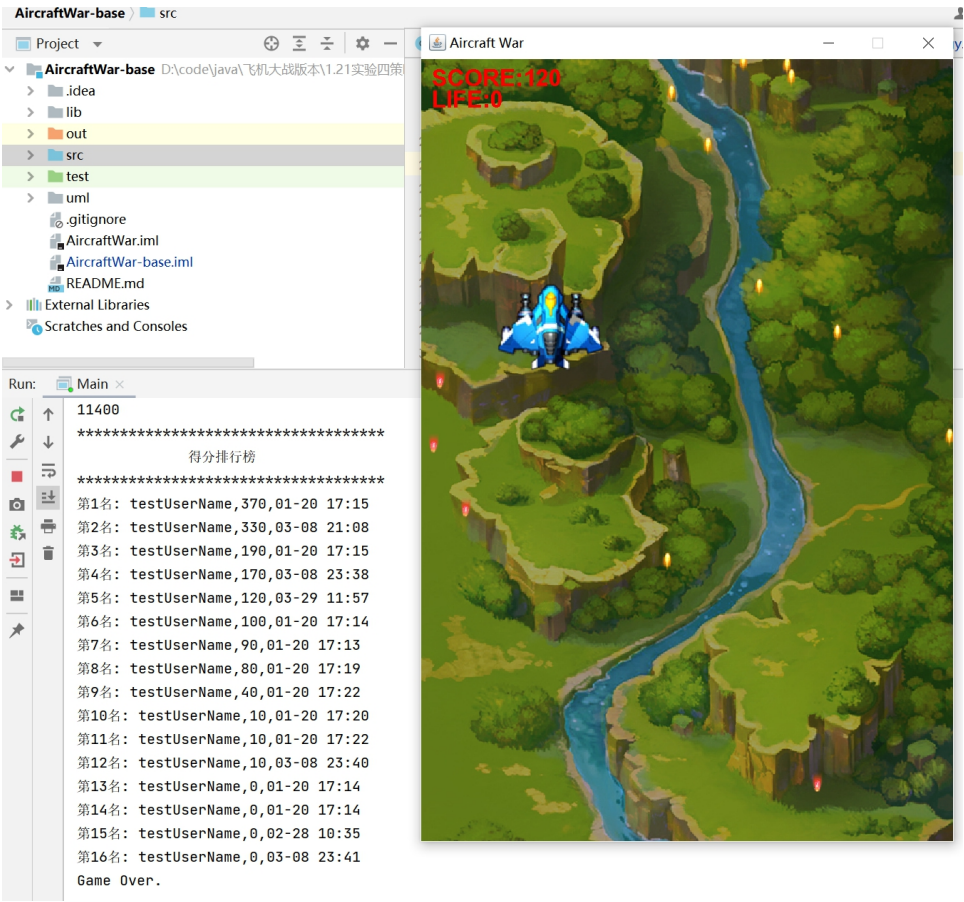 AircraftWar-base 〉 src
Project
AircraftWar-base D:\code\java\飞机大战版本\1.21实验四策
.idea
lib
out
src
test
uml
.gitignore
AircraftWar.iml
AircraftWar-base.iml
README.md
External Libraries
Scratches and Consoles
Aircraft War
SCORE:120
LIFE:0
Run: Main
11400
************************************
得分排行榜
************************************
第1名: testUserName,370,01-20 17:15
第2名: testUserName,330,03-08 21:08
第3名: testUserName,190,01-20 17:15
第4名: testUserName,170,03-08 23:38
第5名: testUserName,120,03-29 11:57
第6名: testUserName,100,01-20 17:14
第7名: testUserName,90,01-20 17:13
第8名: testUserName,80,01-20 17:19
第9名: testUserName,40,01-20 17:22
第10名: testUserName,10,01-20 17:20
第11名: testUserName,10,01-20 17:22
第12名: testUserName,10,03-08 23:40
第13名: testUserName,0,01-20 17:14
第14名: testUserName,0,01-20 17:14
第15名: testUserName,0,02-28 10:35
第16名: testUserName,0,03-08 23:41
Game Over.